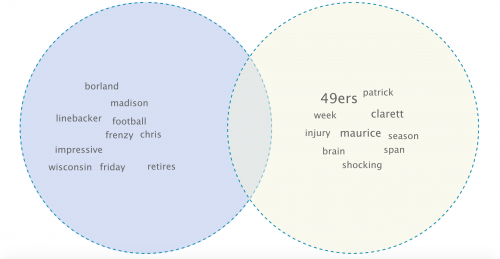 borland
madison
linebacker football
frenzy chris
impressive
wisconsin friday retires
49ers patrick
week clarett
injury maurice season
brain span
shocking